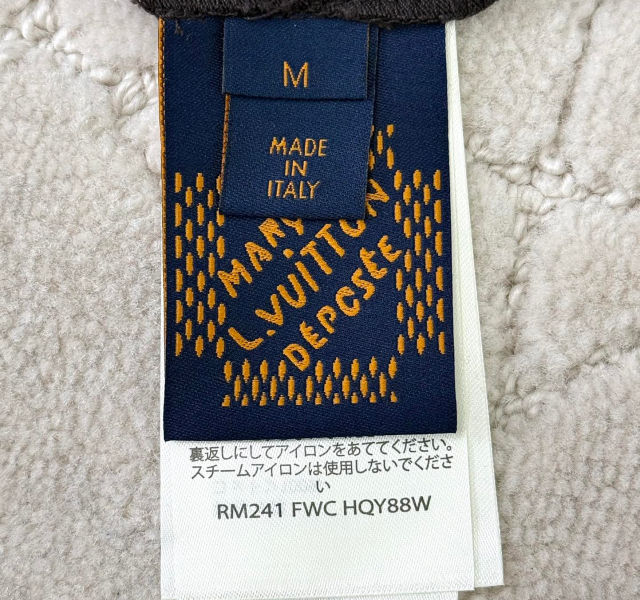 M
MADE
IN
ITALY
L.VUITTON
DÉPOSÉE
裏返しにしてアイロンをあててください。
スチームアイロンは使用しないでくださ
い
RM241 FWC HQY88W